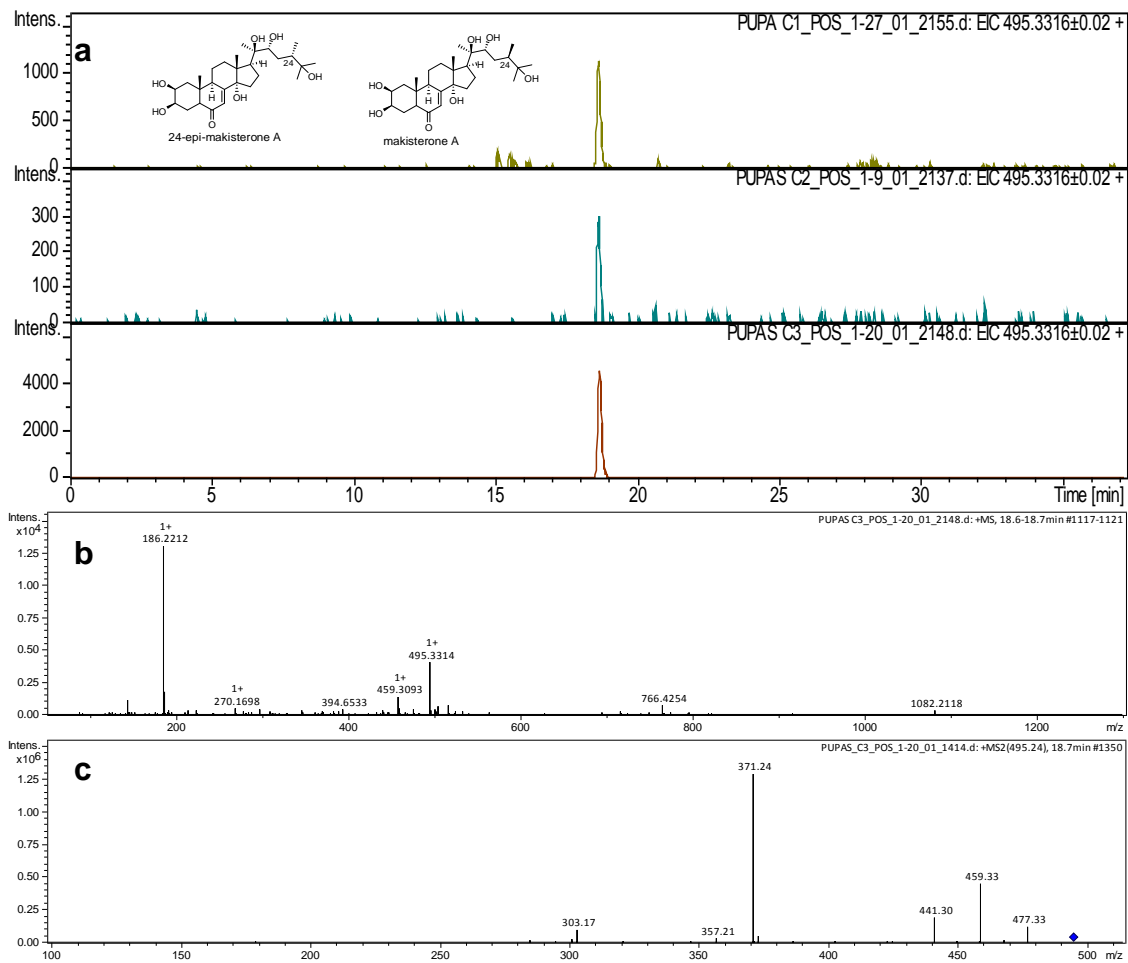 Intens.
PUPA C1_POS_1-27_01_2155.d: EIC 495.3316±0.02 +
a
1000
500
0
OH
OH
24
HO
HO
H
H
OH
OH
O
24-epi-makisterone A
OH
OH
24
HO
HO
H
H
OH
OH
O
makisterone A
Intens.
PUPAS C2_POS_1-9_01_2137.d: EIC 495.3316±0.02 +
300
200
100
0
Intens.
PUPAS C3_POS_1-20_01_2148.d: EIC 495.3316±0.02 +
4000
2000
0
0 5 10 15 20 25 30 Time [min]
Intens.
x10⁴
PUPAS C3_POS_1-20_01_2148.d: +MS, 18.6-18.7min #1117-1121
b
1.25
1.00
0.75
0.50
0.25
0.00
1+
186.2212
1+
270.1698
394.6533
1+
459.3093
1+
495.3314
766.4254
1082.2118
200 400 600 800 1000 1200 m/z
Intens.
x10⁶
PUPAS_C3_POS_1-20_01_1414.d: +MS2(495.24), 18.7min #1350
c
1.25
1.00
0.75
0.50
0.25
0.00
303.17
357.21
371.24
441.30
459.33
477.33
100 150 200 250 300 350 400 450 500 m/z